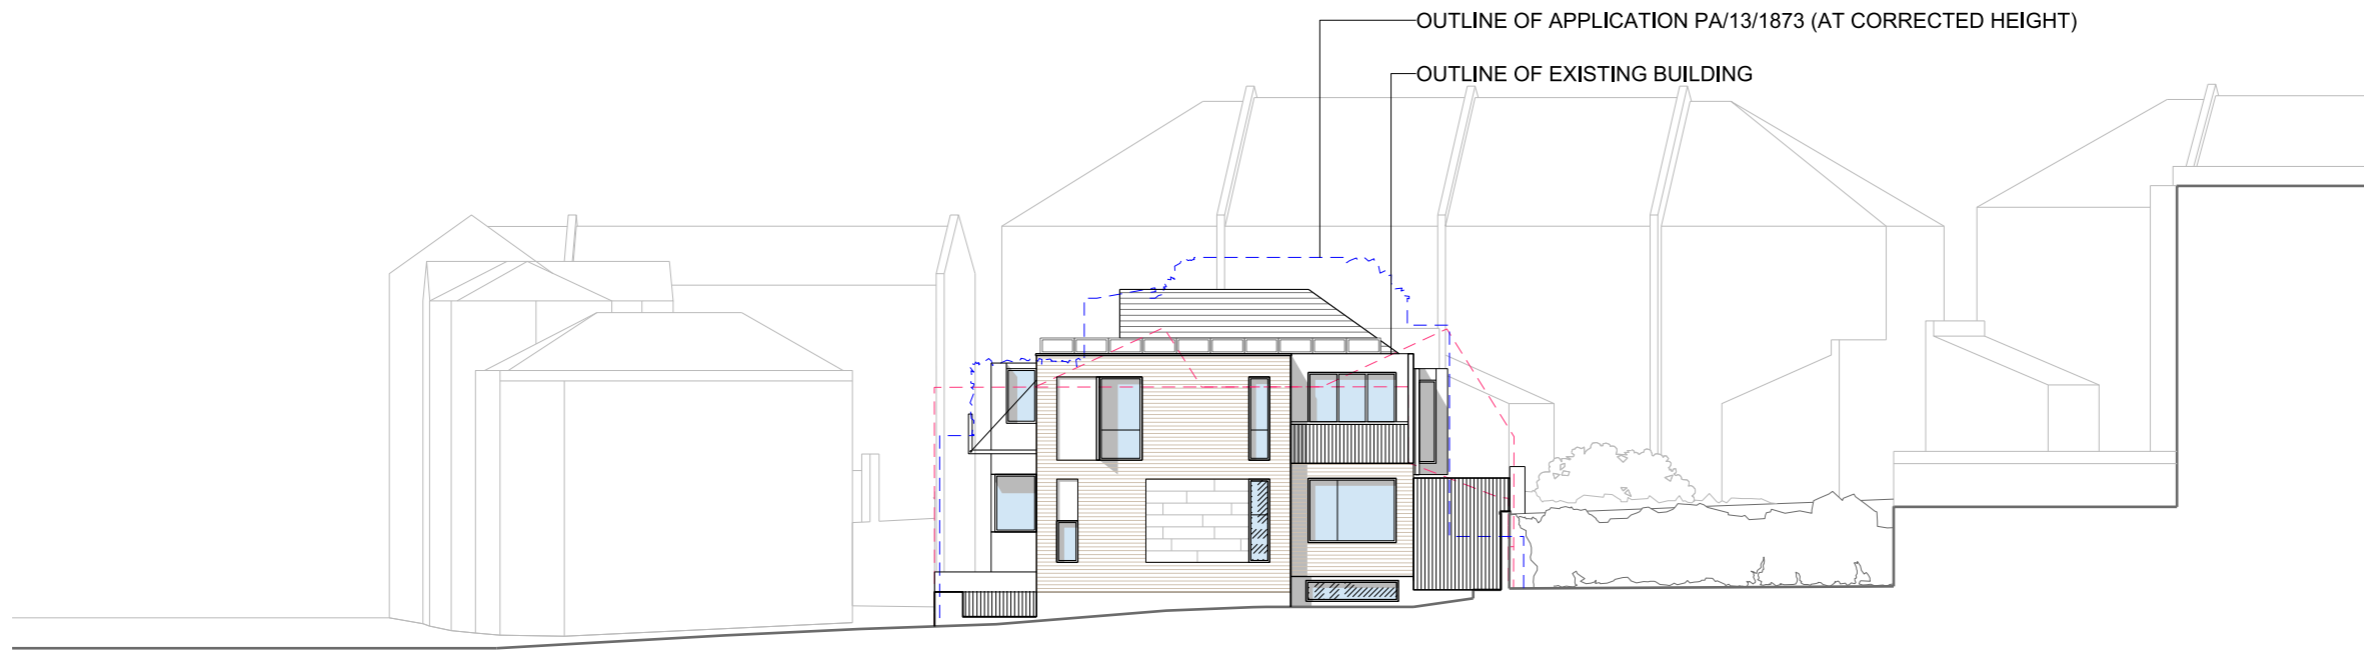 OUTLINE OF APPLICATION PA/13/1873 (AT CORRECTED HEIGHT)
OUTLINE OF EXISTING BUILDING